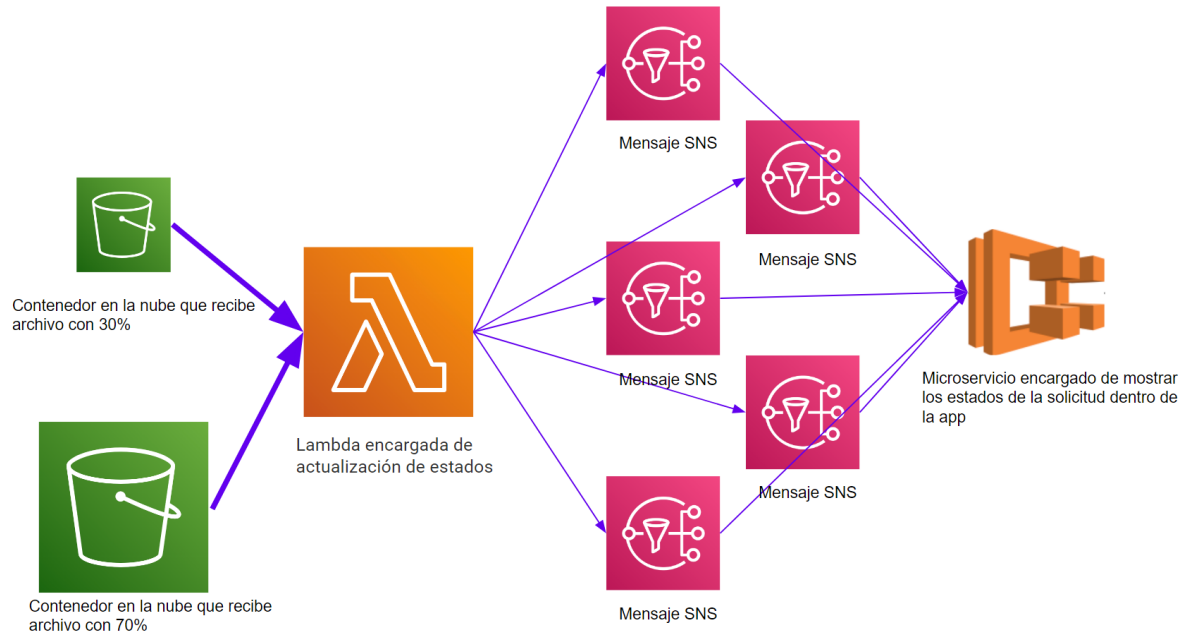 Mensaje SNS
Mensaje SNS
Contenedor en la nube que recibe
archivo con 30%
Mensaje SNS
Microservicio encargado de mostrar
los estados de la solicitud dentro de
la app
Lambda encargada de
actualización de estados
Mensaje SNS
Contenedor en la nube que recibe
archivo con 70%
Mensaje SNS